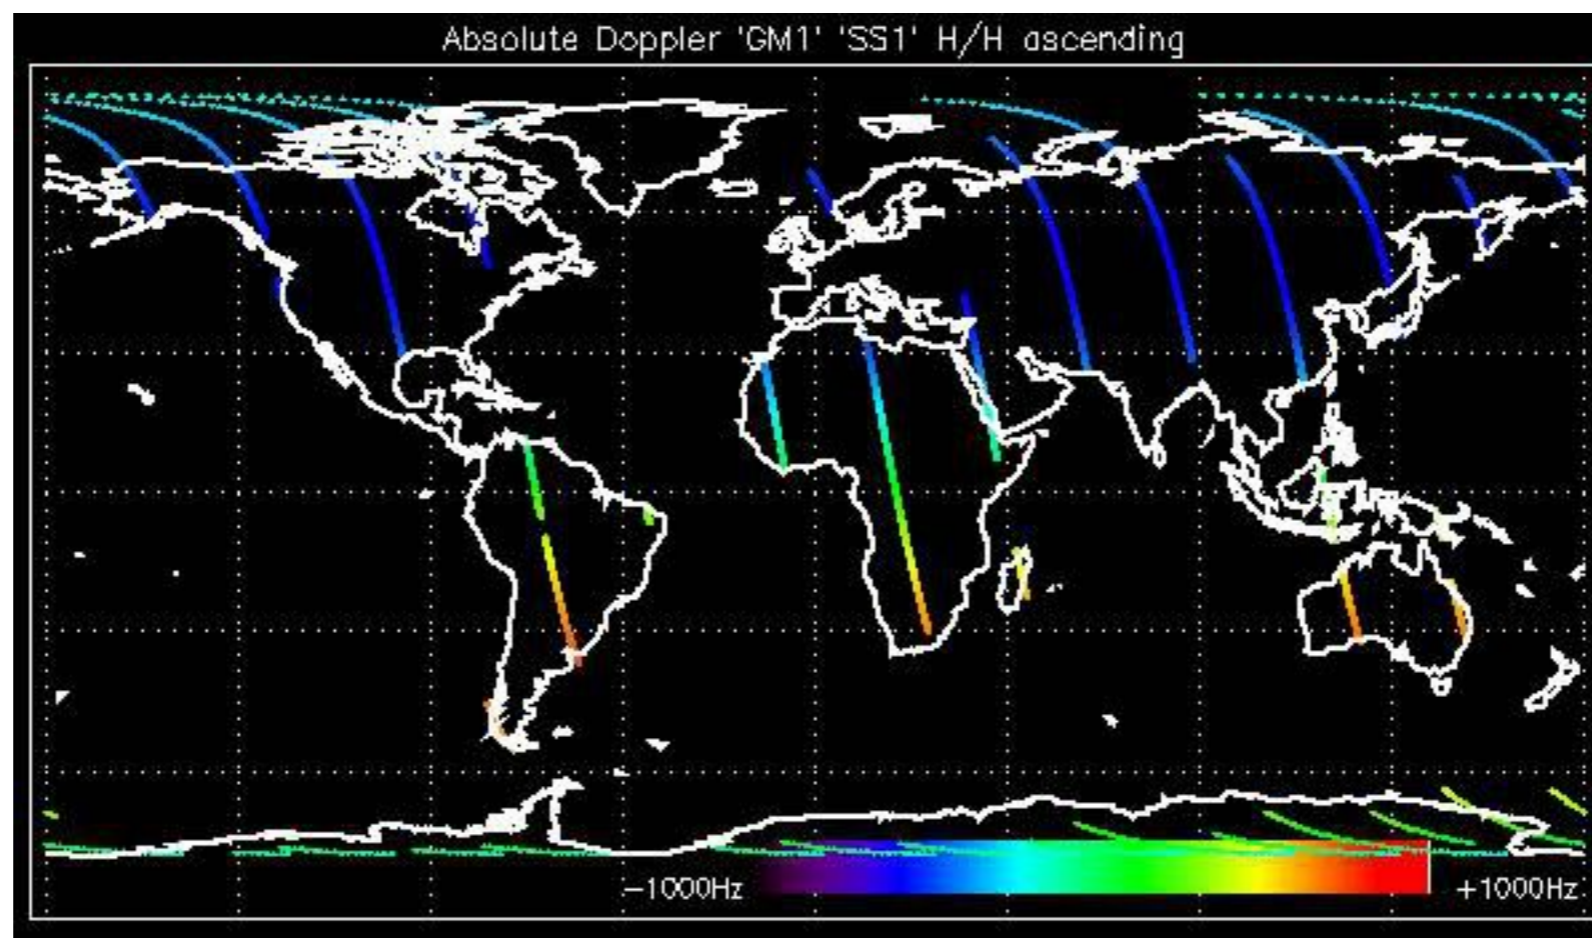 Absolute Doppler 'GM1' 'SS1' H/H ascending
-1000Hz
+1000Hz